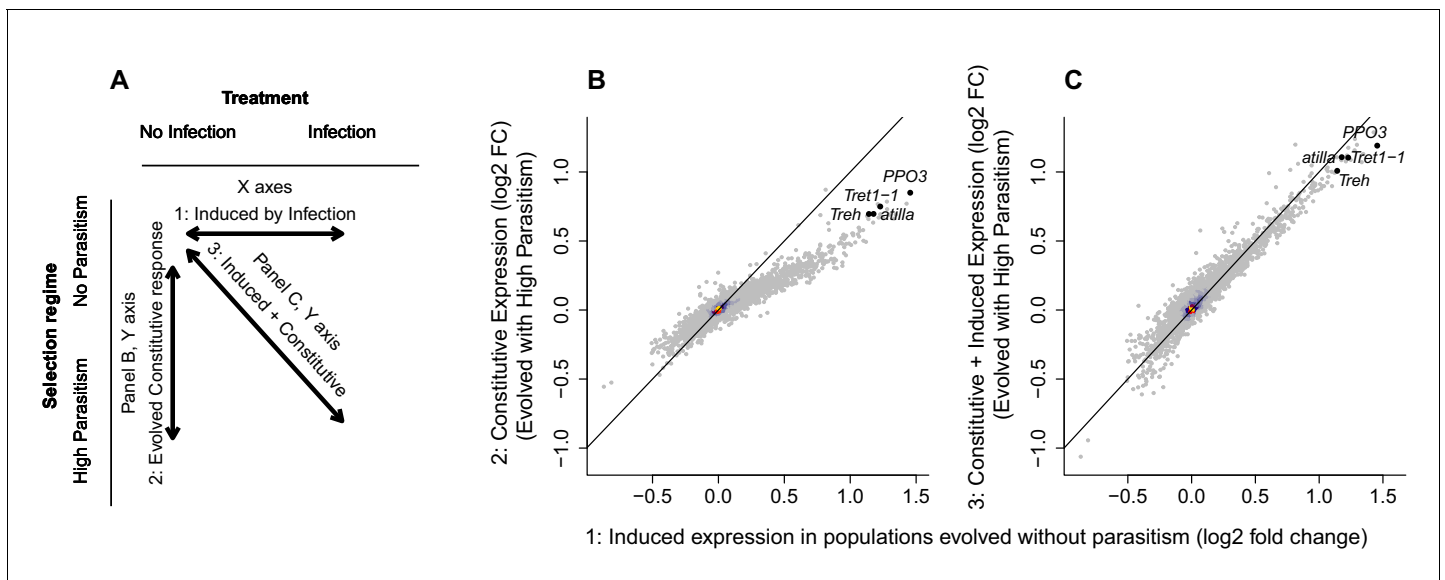 A
Treatment
No Infection
Infection
X axes
1: Induced by Infection
Selection regime
No Parasitism
High Parasitism
Panel B, Y axis
2: Evolved Constitutive response
Panel C, Y axis
3: Induced + Constitutive
B
2: Constitutive Expression (log2 FC)
(Evolved with High Parasitism)
1.0
0.5
0.0
−0.5
−1.0
PPO3
Tret1−1
Treh
atilla
−0.5
0.0
0.5
1.0
1.5
C
3: Constitutive + Induced Expression (log2 FC)
(Evolved with High Parasitism)
1.0
0.5
0.0
−0.5
−1.0
PPO3
atilla
Tret1−1
Treh
−0.5
0.0
0.5
1.0
1.5
1: Induced expression in populations evolved without parasitism (log2 fold change)